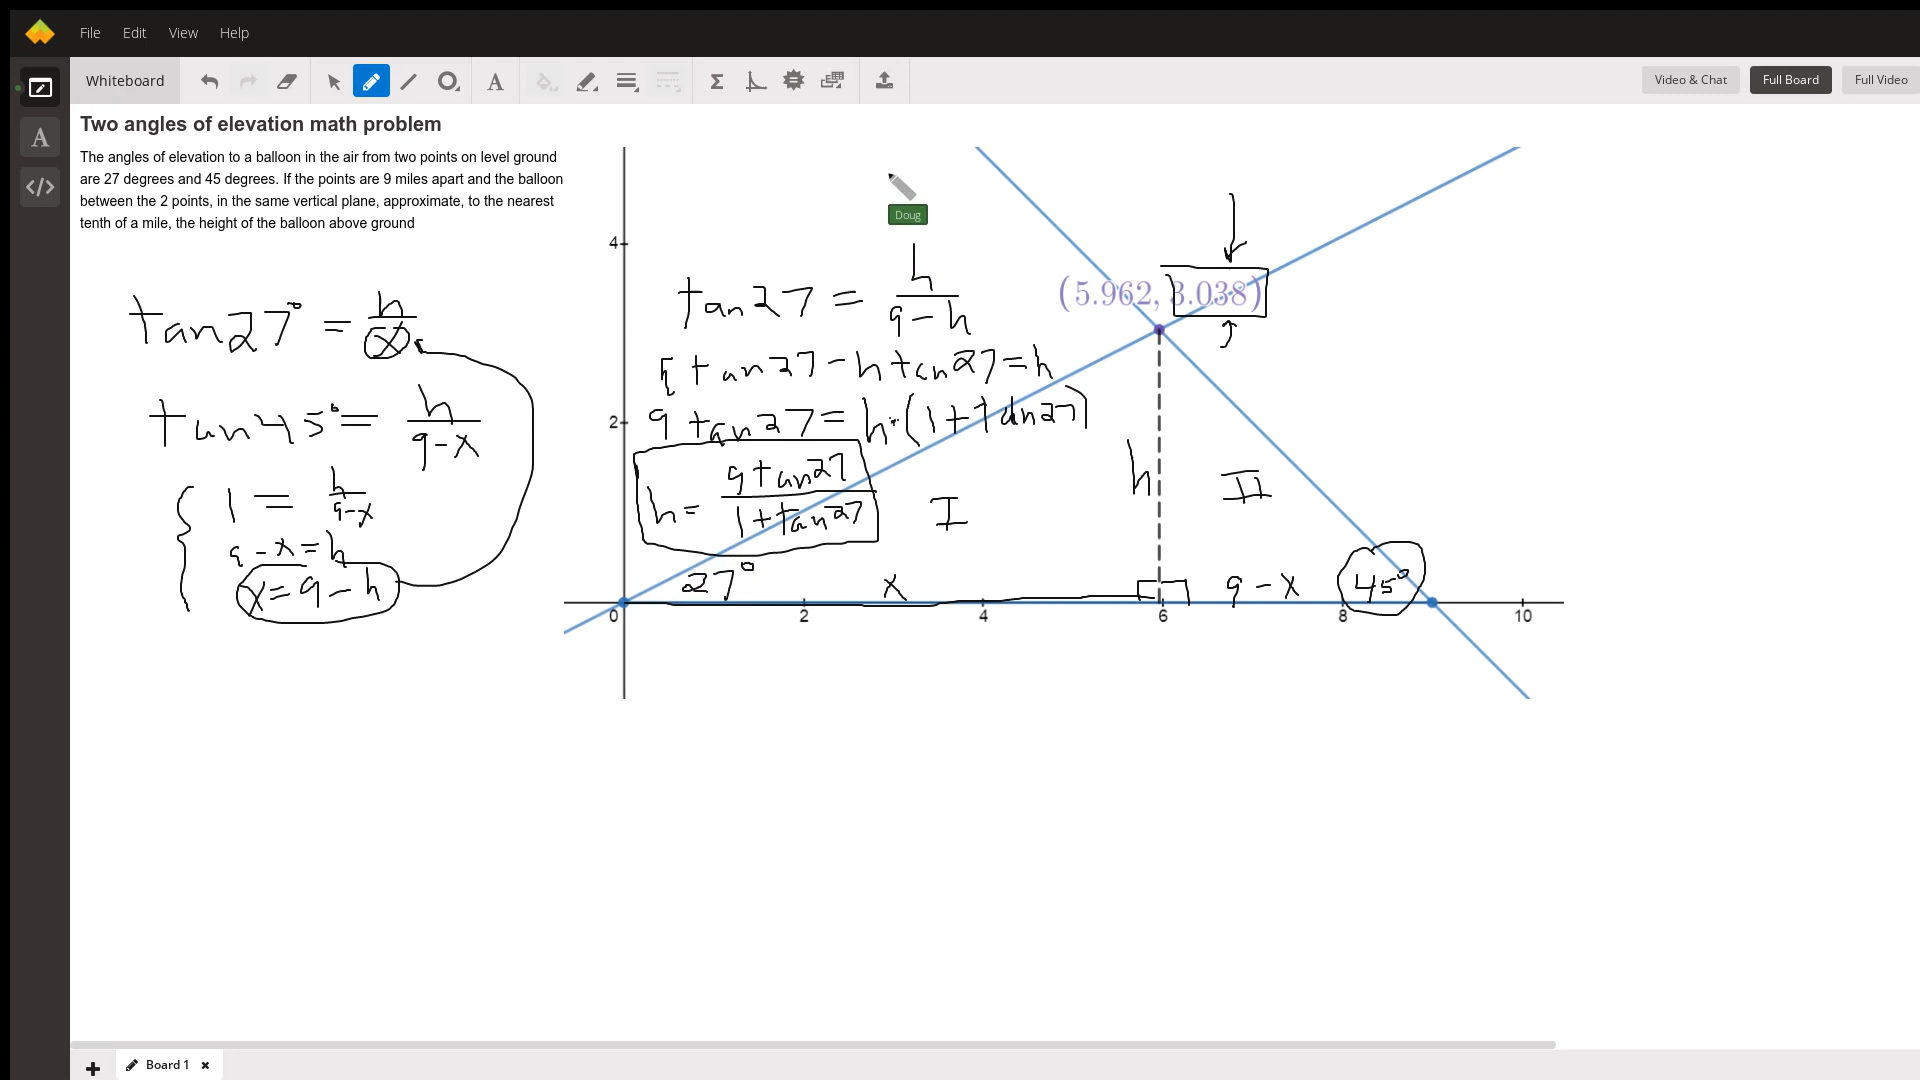 File Edit View Help
Whiteboard
A
Σ
Video & Chat
Full Board
Full Video
A
</>
Two angles of elevation math problem
The angles of elevation to a balloon in the air from two points on level ground
are 27 degrees and 45 degrees. If the points are 9 miles apart and the balloon
between the 2 points, in the same vertical plane, approximate, to the nearest
tenth of a mile, the height of the balloon above ground
tan27° = h/x
tan45° = h/9-x
1 = h/9-x
9-x=h
x=9-h
Doug
tan27 = h/9-h
9tan27-htan27=h
9tan27=h·(1+tan27)
h= 9tan27/1+tan27
(5.962, 3.038)
4
2
I
h
II
27°
x
9-x
45°
0 2 4 6 8 10
+
Board 1 ×